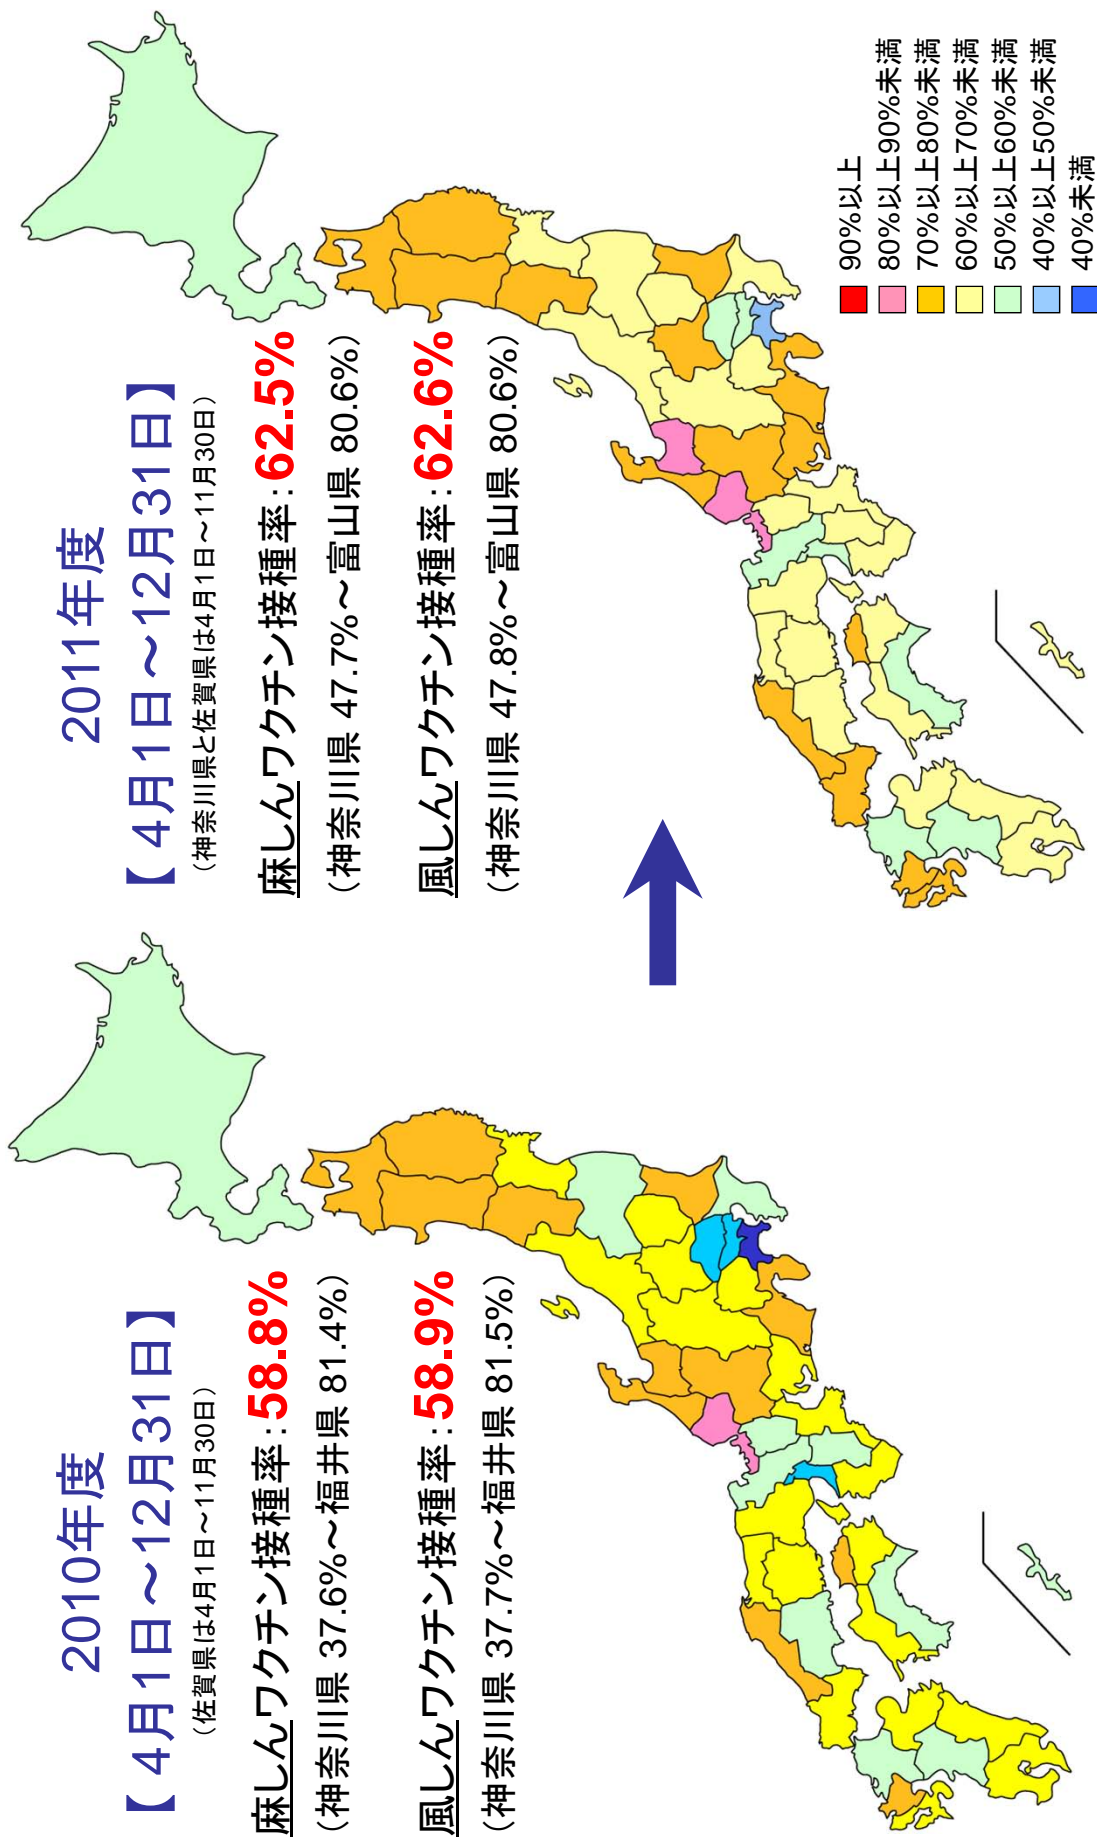 2010年度
【 4月1日～12月31日】
（佐賀県は4月1日～11月30日）
麻しんワクチン接種率：58.8%
（神奈川県 37.6%～福井県 81.4%）
風しんワクチン接種率：58.9%
（神奈川県 37.7%～福井県 81.5%）
2011年度
【 4月1日～12月31日】
（神奈川県と佐賀県は4月1日～11月30日）
麻しんワクチン接種率：62.5%
（神奈川県 47.7%～富山県 80.6%）
風しんワクチン接種率：62.6%
（神奈川県 47.8%～富山県 80.6%）
90%以上
80%以上90%未満
70%以上80%未満
60%以上70%未満
50%以上60%未満
40%以上50%未満
40%未満